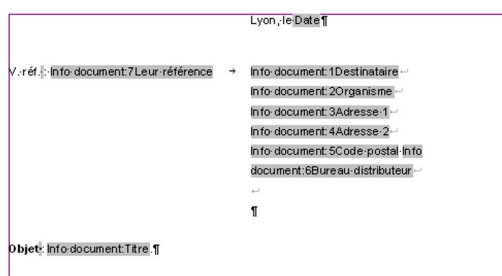 Lyon, le Date¶
V. réf. : Info document:7Leur référence → Info document:1Destinataire↵
Info document:2Organisme↵
Info document:3Adresse 1↵
Info document:4Adresse 2↵
Info document:5Code postal Info
document:6Bureau distributeur↵
↵
¶
Objet : Info document:Titre.¶